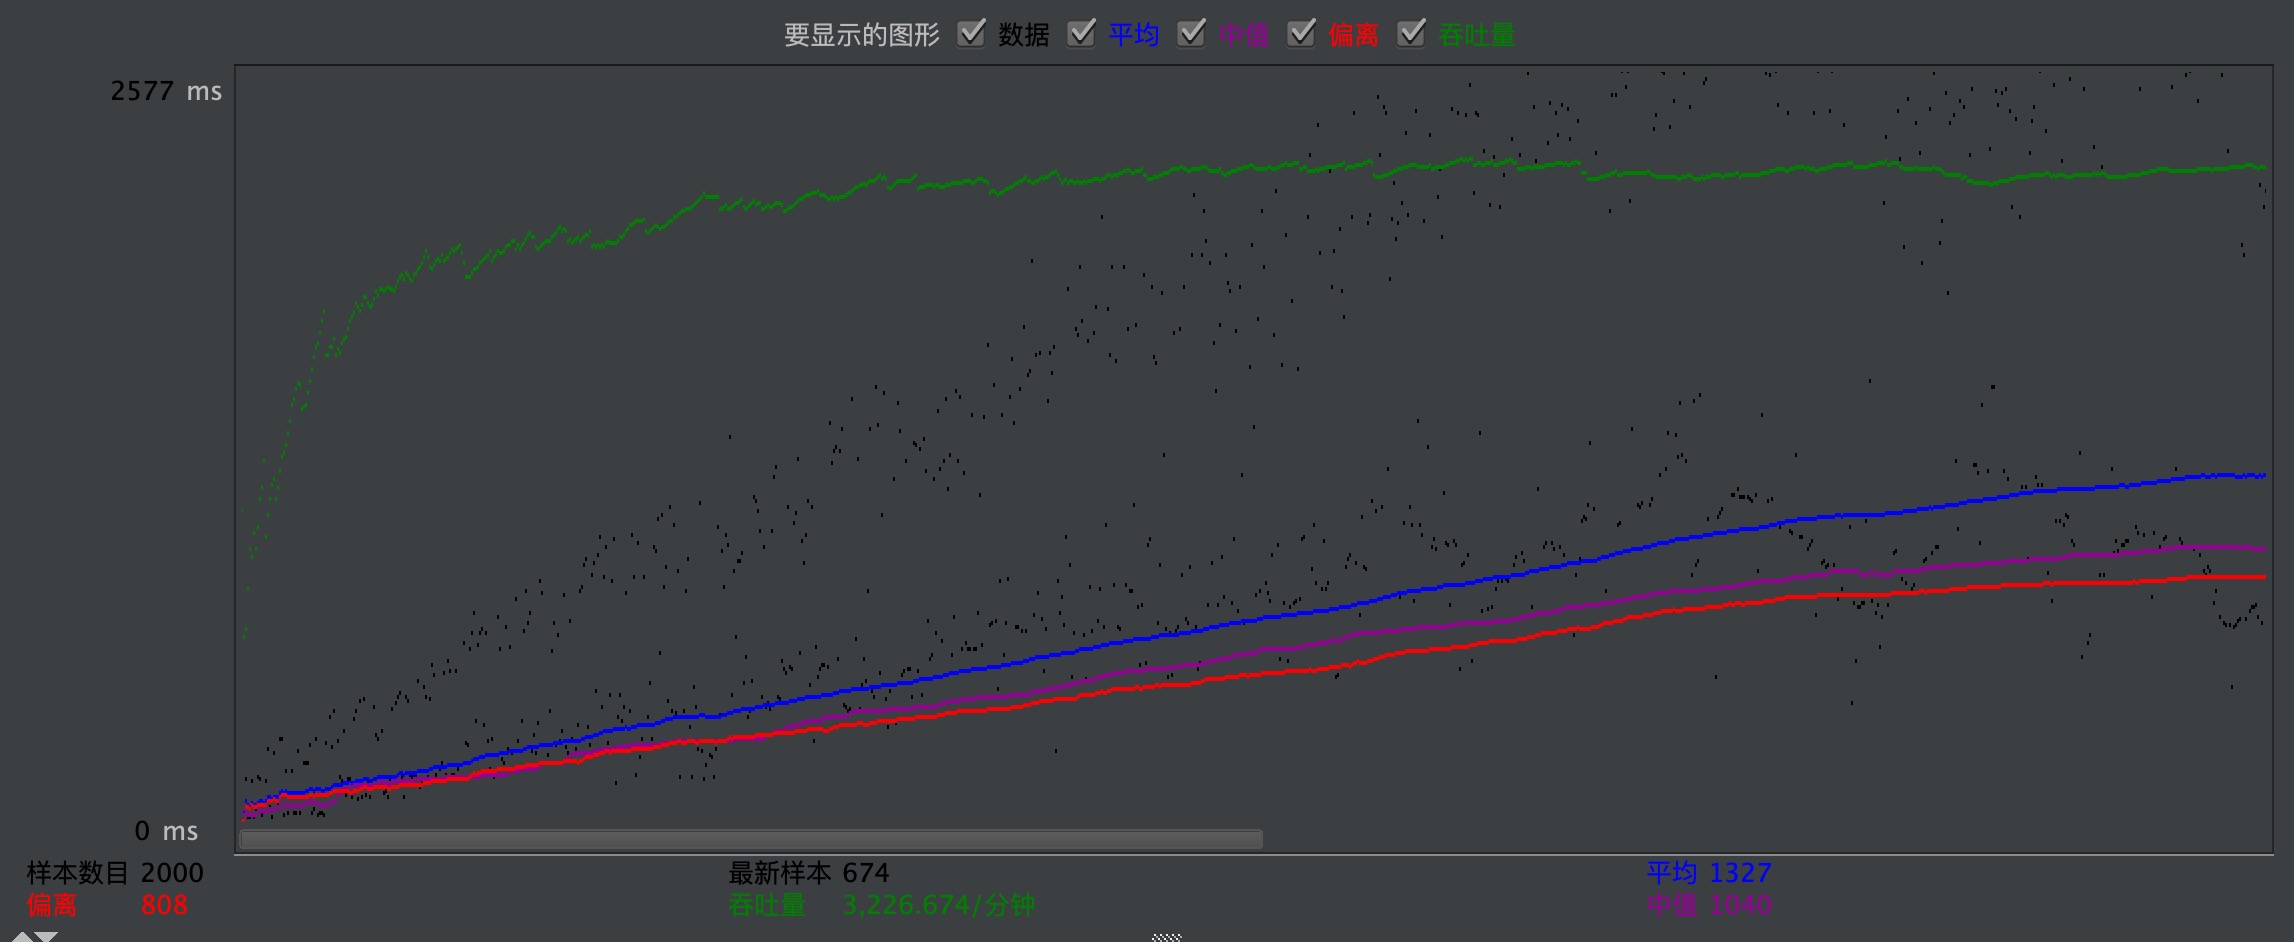 要显示的图形 数据 平均 中值 偏离 吞吐量
2577 ms
0 ms
样本数目 2000 最新样本 674 平均 1327
偏离 808 吞吐量 3,226.674/分钟 中值 1040